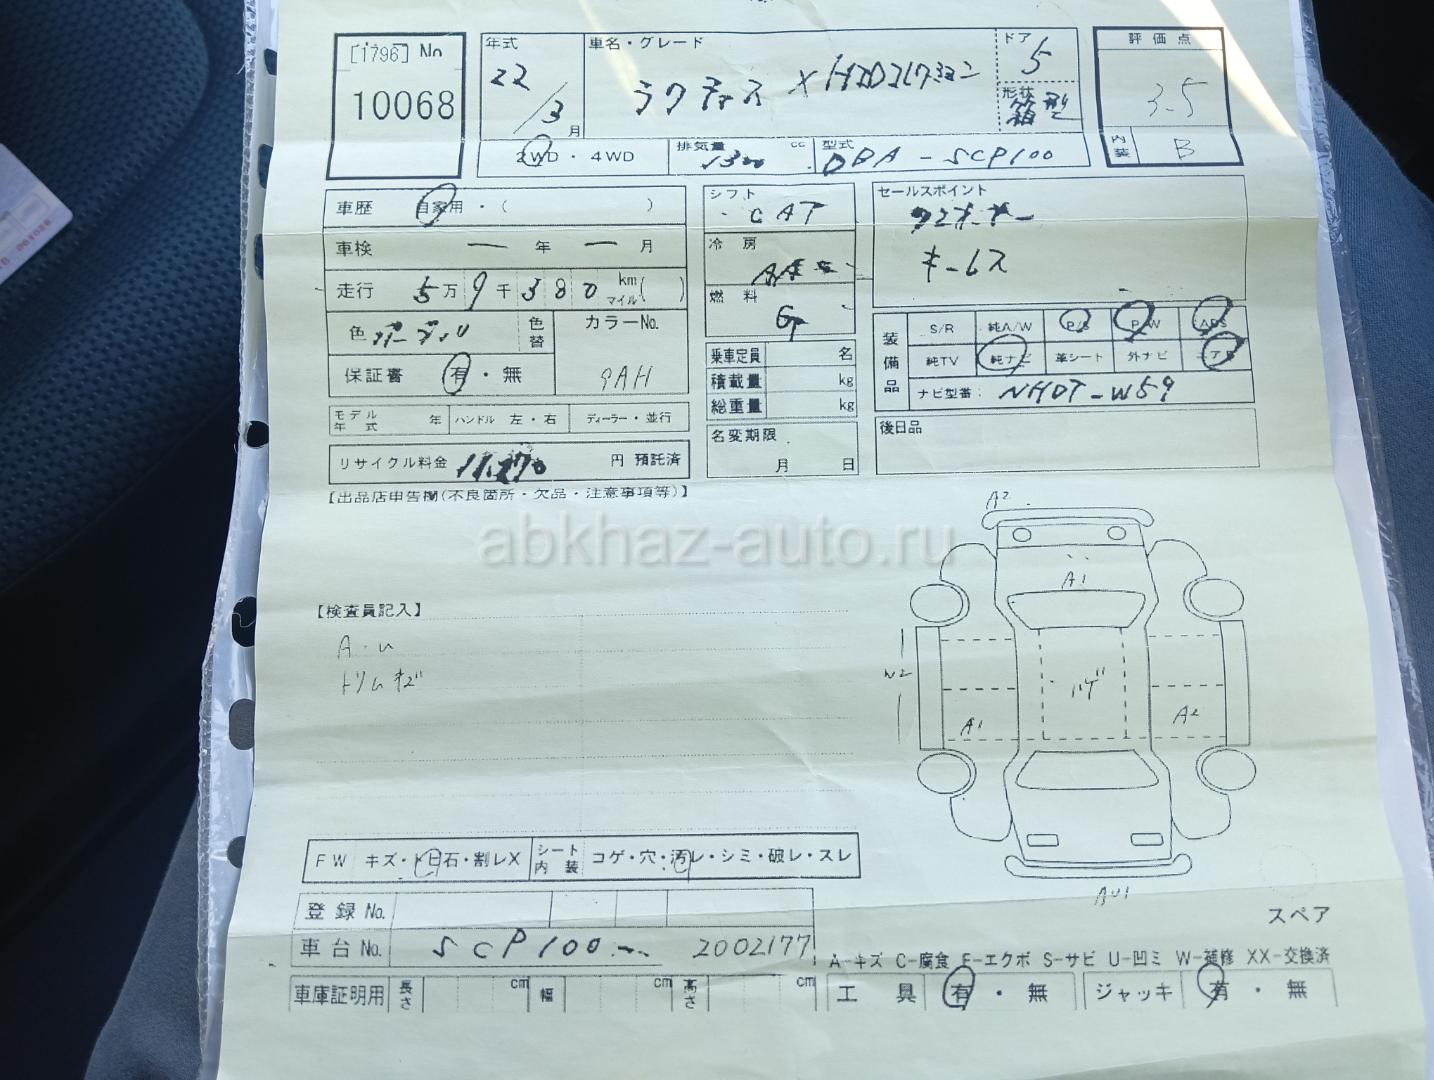 [1796] No
10068
年式
22/3月
車名・グレード
ラクティス X HIDコレクション
ドア
5
形状
箱型
評価点
3.5
内装
B
2WD・4WD
排気量
1300 cc
型式
DBA-SCP100
車歴 自家用・( )
車検 ー年 ー月
走行 5万9千380 km マイル( )
色
色替
カラーNo.
9AH
保証書 有・無
モデル年式 年
ハンドル 左・右
ディーラー・並行
リサイクル料金
円 預託済
シフト
CAT
冷房
燃料
G
乗車定員 名
積載量 kg
総重量 kg
名変期限
月 日
セールスポイント
ワンオーナー
キーレス
装備品
S/R 純A/W P/S P/W ABS
純TV 純ナビ 革シート 外ナビ
ナビ型番: NHDT-W59
後日品
【出品店申告欄(不良箇所・欠品・注意事項等)】
abkhaz-auto.ru
【検査員記入】
A・U
トリムキズ
A2
A1
W2
ハゲ
A1
A2
AU1
FW キズ・トビ石・割レX
シート内装 コゲ・穴・汚レ・シミ・破レ・スレ
登録No.
車台No. SCP100- 2002177
車庫証明用 長さ cm 幅 cm 高さ cm
スペア
A-キズ C-腐食 E-エクボ S-サビ U-凹ミ W-補修 XX-交換済
工具 有・無 ジャッキ 有・無